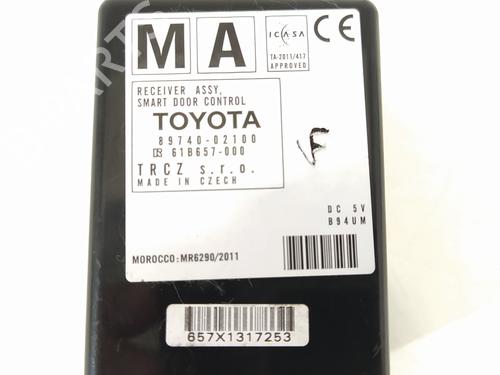 MA
ICASA
TA-2011/417
APPROVED
CE
RECEIVER ASSY,
SMART DOOR CONTROL
TOYOTA
89740-02100
61B657-000
TRCZ s.r.o.
MADE IN CZECH
F
DC 5V
B94UM
MOROCCO:MR6290/2011
657X1317253